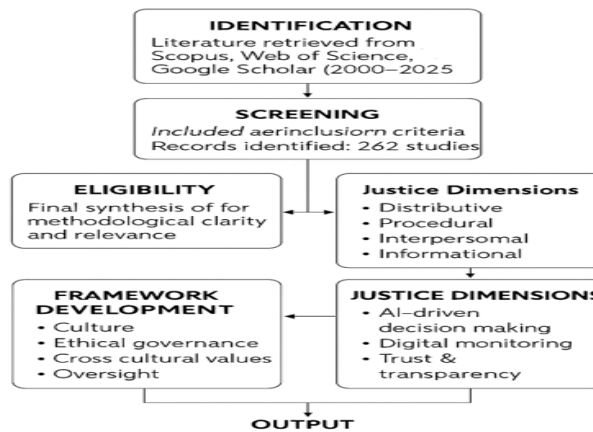 IDENTIFICATION
Literature retrieved from
Scopus, Web of Science,
Google Scholar (2000–2025
SCREENING
Included aerinclusiorn criteria
Records identified: 262 studies
ELIGIBILITY
Final synthesis of for
methodological clarity
and relevance
Justice Dimensions
• Distributive
• Procedural
• Interpersomal
• Informational
FRAMEWORK
DEVELOPMENT
• Culture
• Ethical governance
• Cross cultural values
• Oversight
JUSTICE DIMENSIONS
• AI-driven
decision making
• Digital monitoring
• Trust &
transparency
OUTPUT